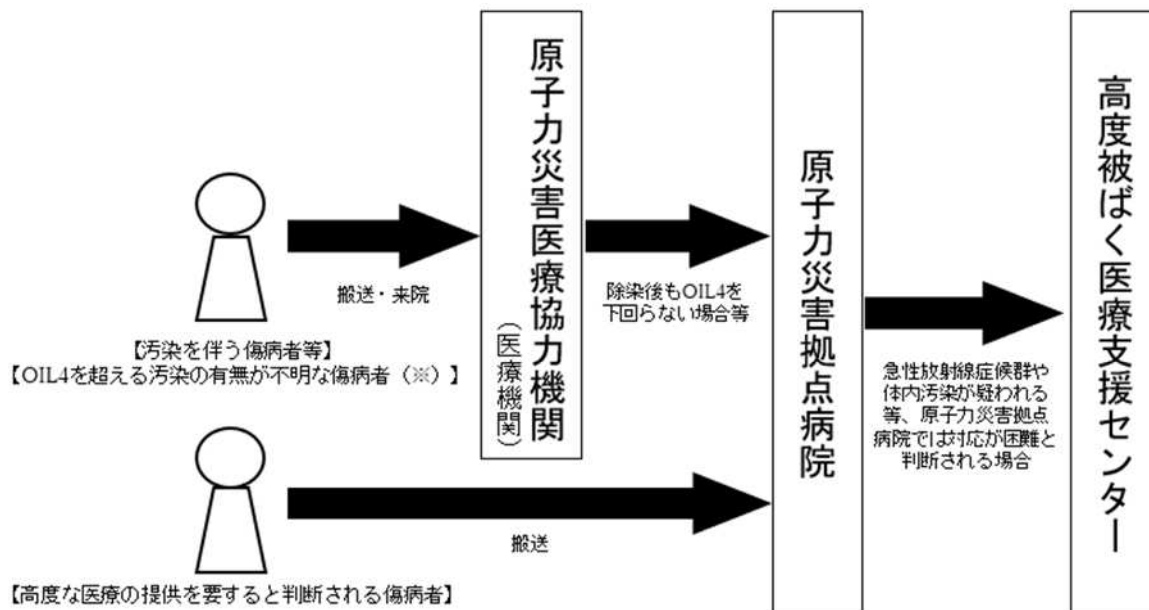 【汚染を伴う傷病者等】
【OIL4を超える汚染の有無が不明な傷病者（※）】
搬送・来院
原子力災害医療協力機関
（医療機関）
除染後もOIL4を
下回らない場合等
【高度な医療の提供を要すると判断される傷病者】
搬送
原子力災害拠点病院
急性放射線症候群や
体内汚染が疑われる
等、原子力災害拠点
病院では対応が困難と
判断される場合
高度被ばく医療支援センター